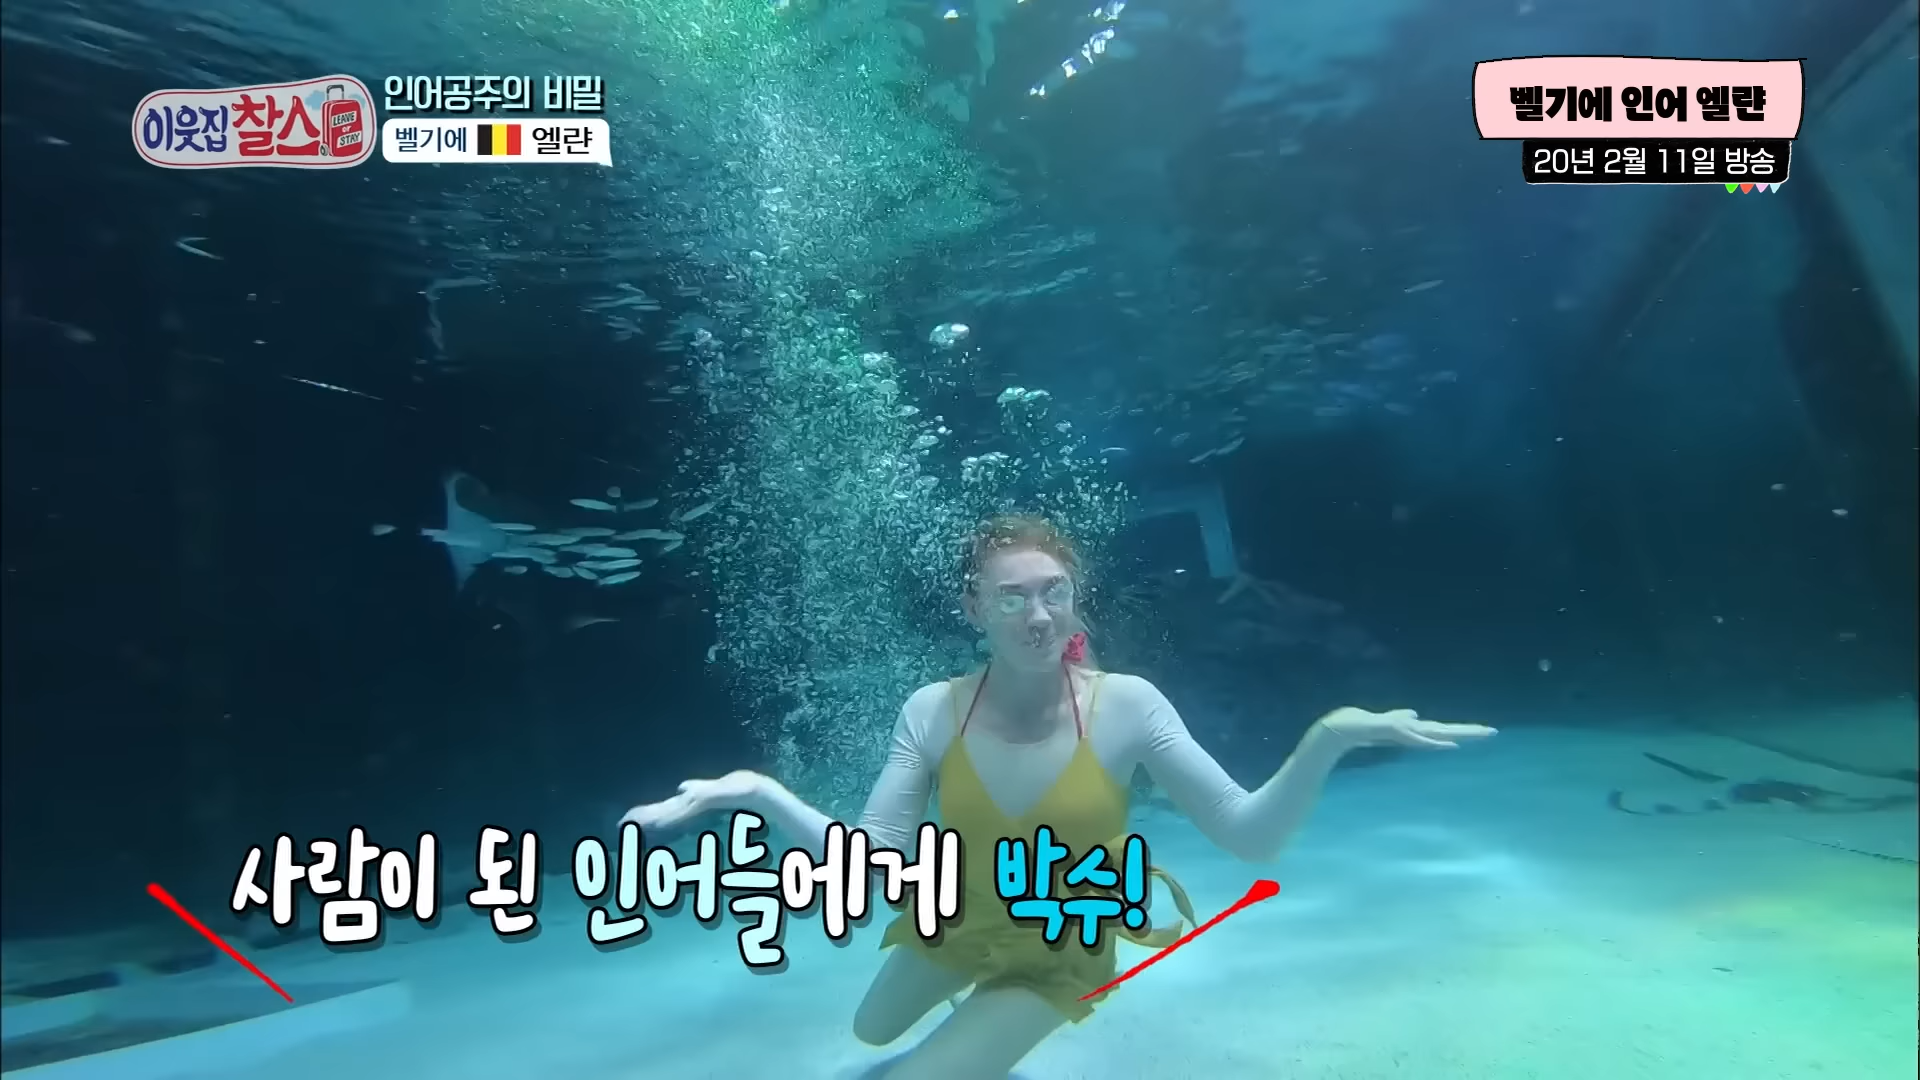 이웃집 찰스
LEAVE
or
STAY
인어공주의 비밀
벨기에 엘랸
벨기에 인어 엘랸
20년 2월 11일 방송
사람이 된 인어들에게 박수!